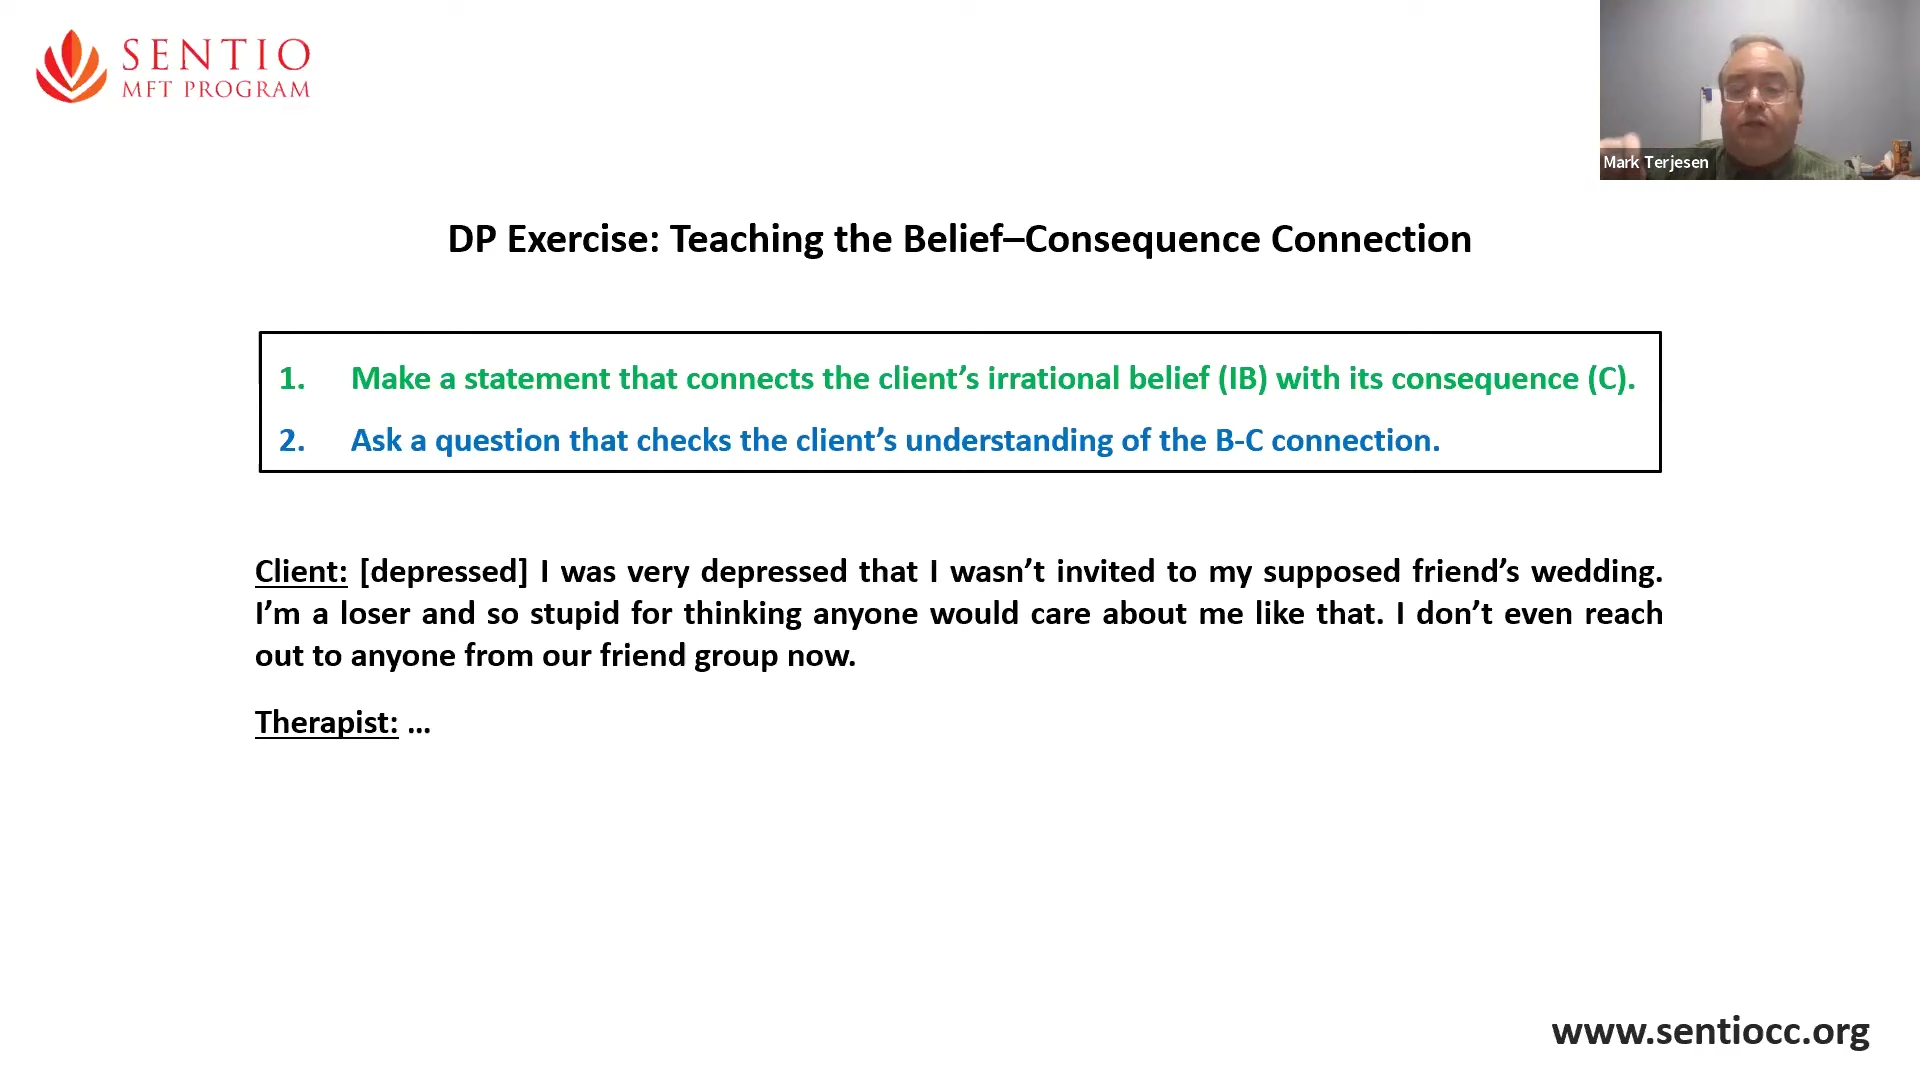 SENTIO
MFT PROGRAM
Mark Terjesen
DP Exercise: Teaching the Belief–Consequence Connection
1. Make a statement that connects the client’s irrational belief (IB) with its consequence (C).
2. Ask a question that checks the client’s understanding of the B-C connection.
Client: [depressed] I was very depressed that I wasn’t invited to my supposed friend’s wedding.
I’m a loser and so stupid for thinking anyone would care about me like that. I don’t even reach
out to anyone from our friend group now.
Therapist: ...
www.sentiocc.org